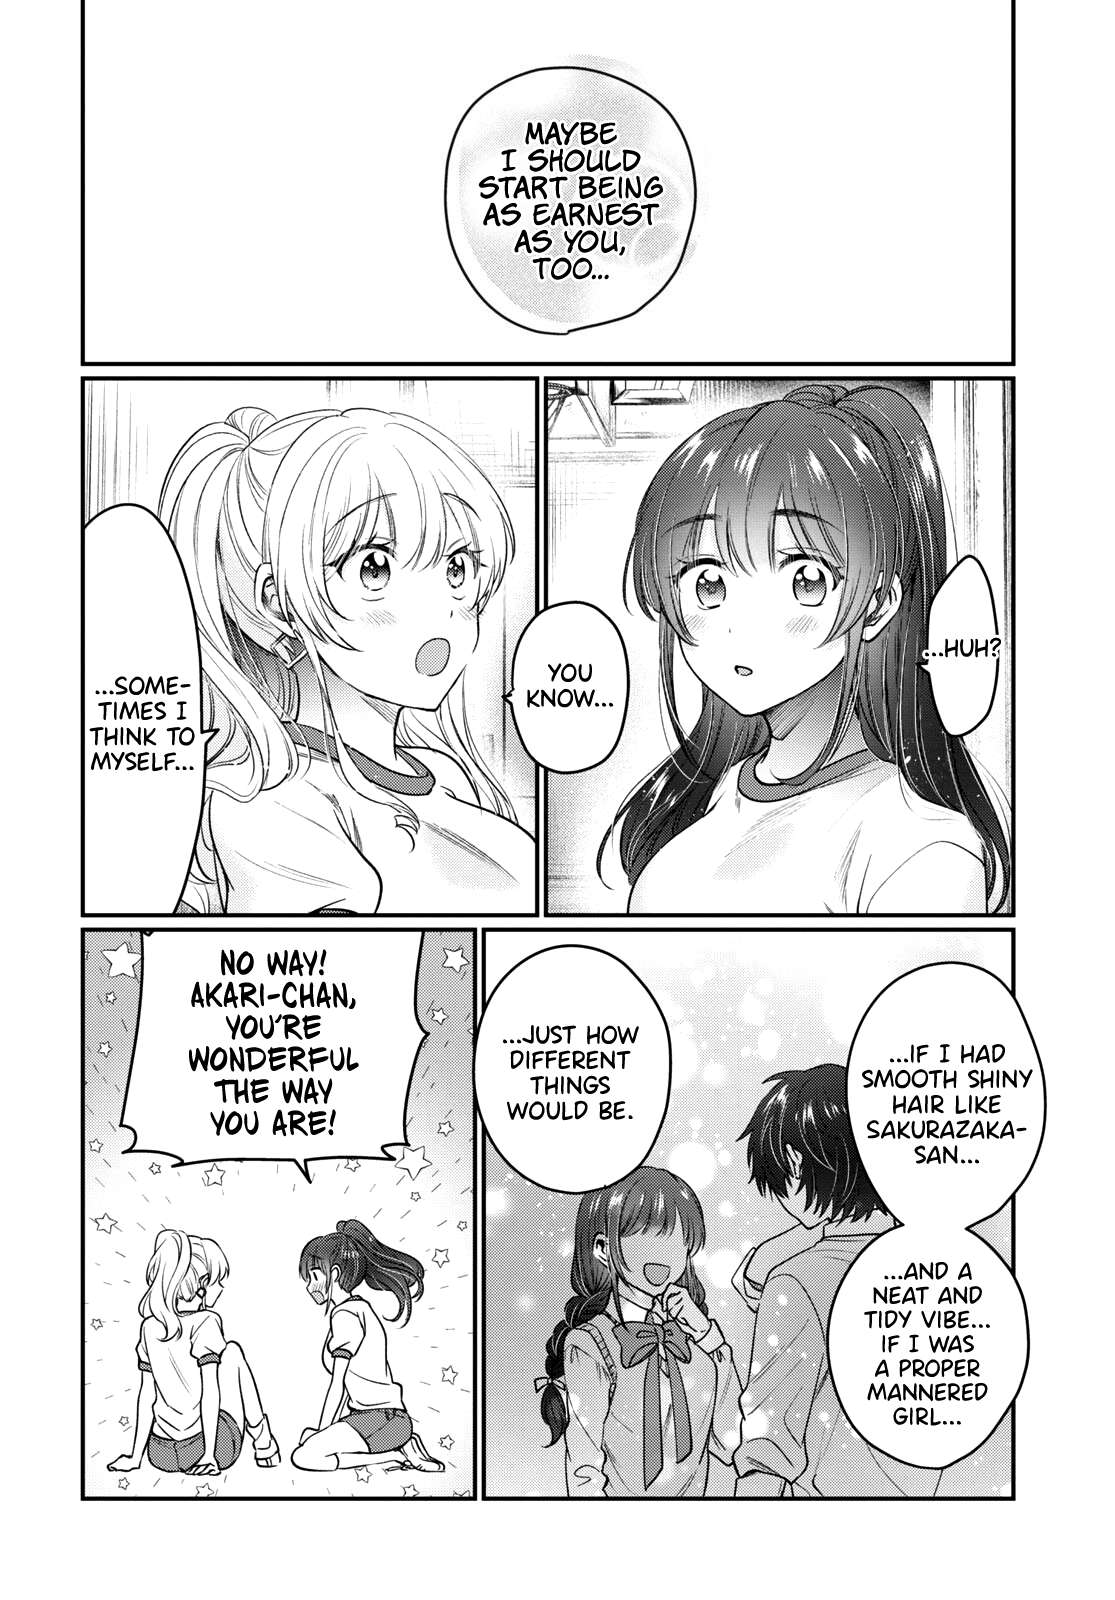 MAYBE
I SHOULD
START BEING
AS EARNEST
AS YOU,
TOO...
...HUH?
YOU
KNOW...
...SOME-
TIMES I
THINK TO
MYSELF...
...IF I HAD
SMOOTH SHINY
HAIR LIKE
SAKURAZAKA-
SAN...
...AND A
NEAT AND
TIDY VIBE...
IF I WAS
A PROPER
MANNERED
GIRL...
...JUST HOW
DIFFERENT
THINGS
WOULD BE.
NO WAY!
AKARI-CHAN,
YOU'RE
WONDERFUL
THE WAY
YOU ARE!